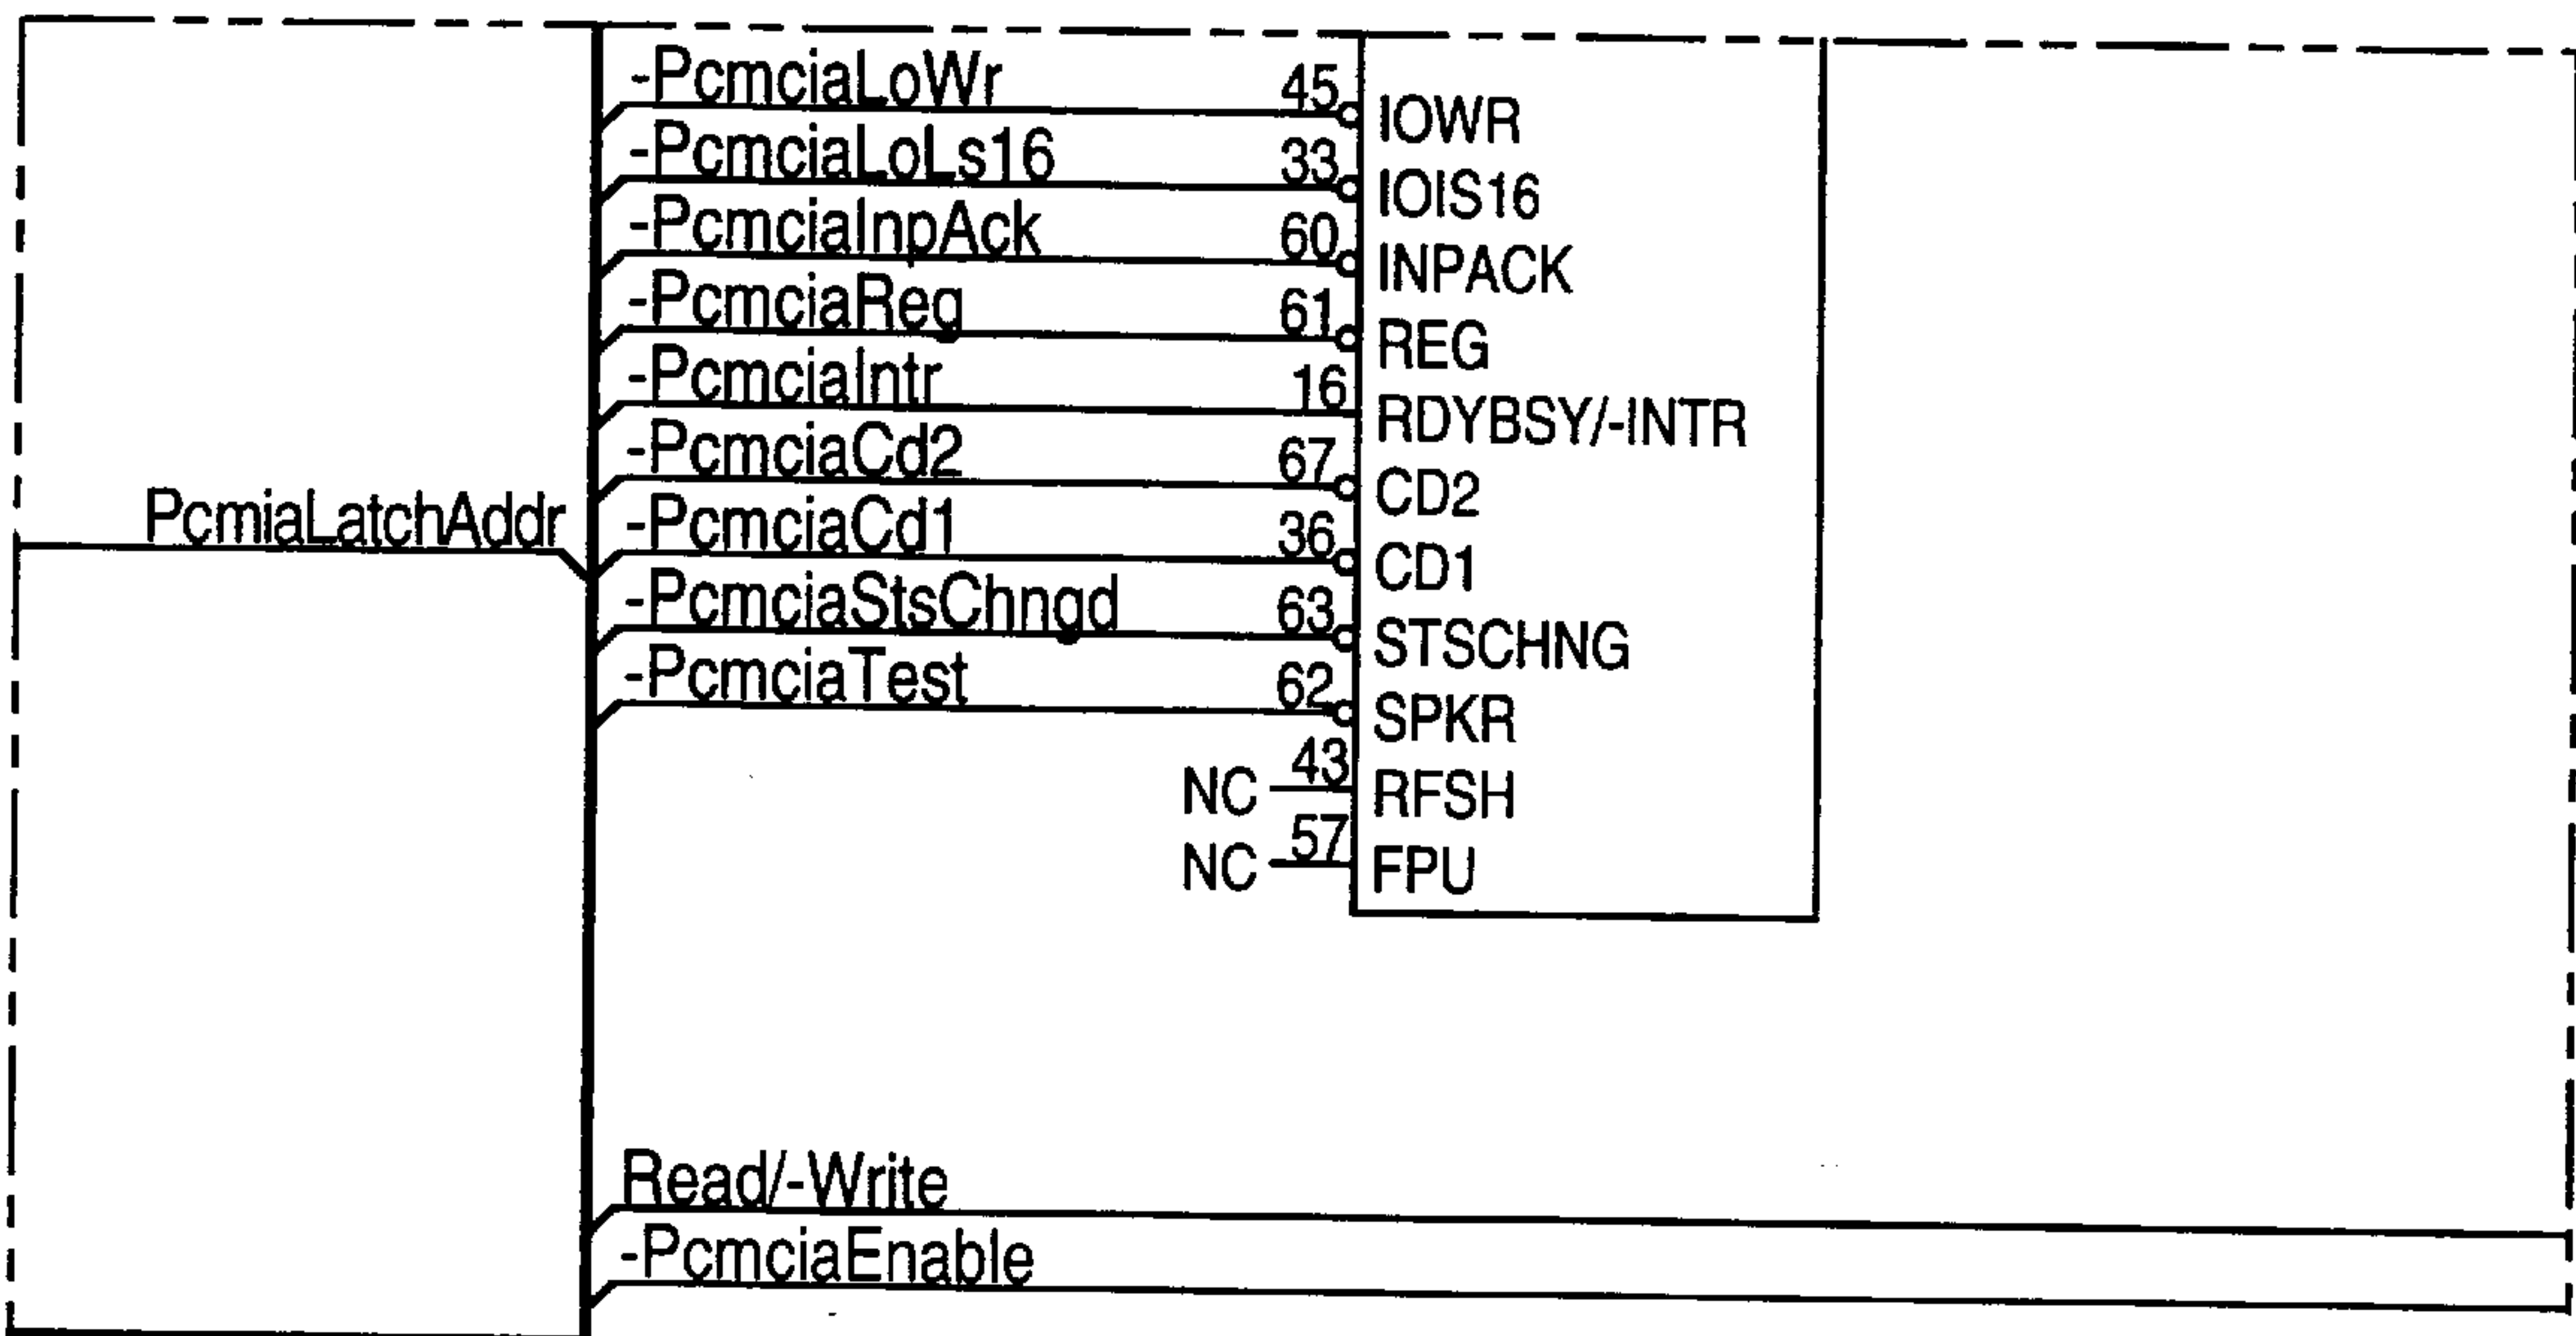 -PcmciaLoWr 45 IOWR
-PcmciaLoLs16 33 IOIS16
-PcmciaInpAck 60 INPACK
-PcmciaReg 61 REG
-PcmciaIntr 16 RDYBSY/-INTR
-PcmciaCd2 67 CD2
PcmiaLatchAddr
-PcmciaCd1 36 CD1
-PcmciaStsChngd 63 STSCHNG
-PcmciaTest 62 SPKR
NC 43 RFSH
NC 57 FPU
Read/-Write
-PcmciaEnable